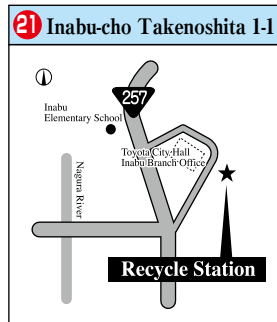 21 Inabu-cho Takenoshita 1-1
257
Inabu
Elementary School
Toyota City Hall
Inabu Branch Office
Nagura River
Recycle Station